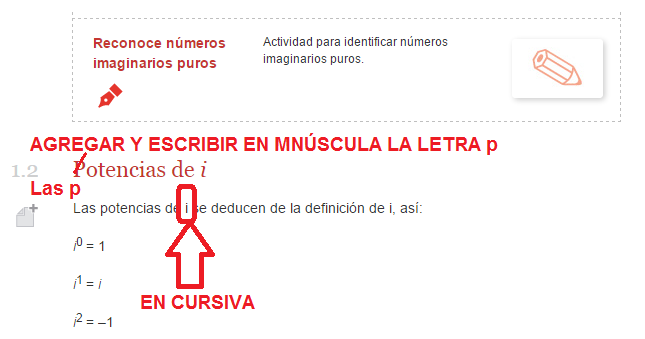 Reconoce números
imaginarios puros
Actividad para identificar números
imaginarios puros.
AGREGAR Y ESCRIBIR EN MNÚSCULA LA LETRA p
1.2 Potencias de i
Las p
Las potencias de i se deducen de la definición de i, así:
i⁰ = 1
i¹ = i
EN CURSIVA
i² = –1